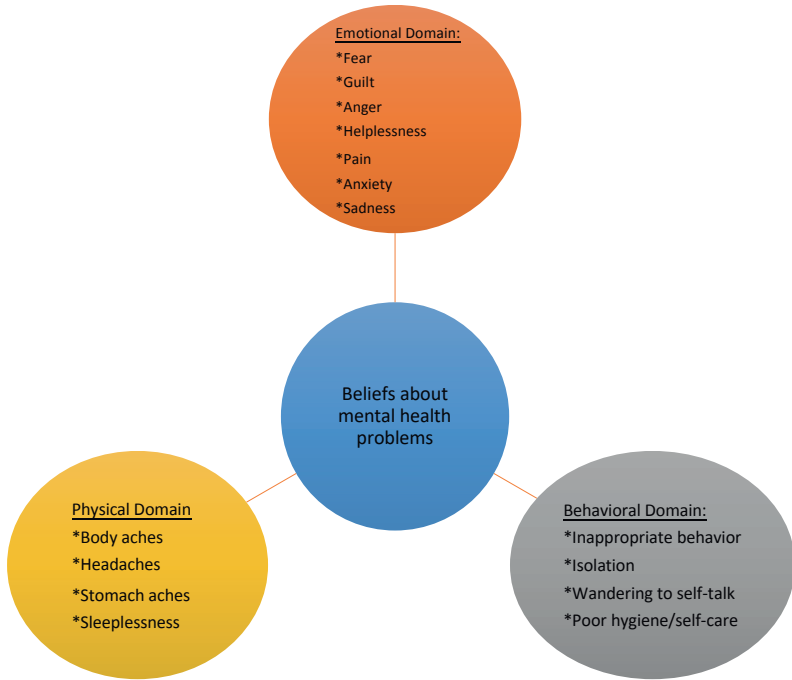 Emotional Domain:
*Fear
*Guilt
*Anger
*Helplessness
*Pain
*Anxiety
*Sadness
Beliefs about
mental health
problems
Physical Domain
*Body aches
*Headaches
*Stomach aches
*Sleeplessness
Behavioral Domain:
*Inappropriate behavior
*Isolation
*Wandering to self-talk
*Poor hygiene/self-care